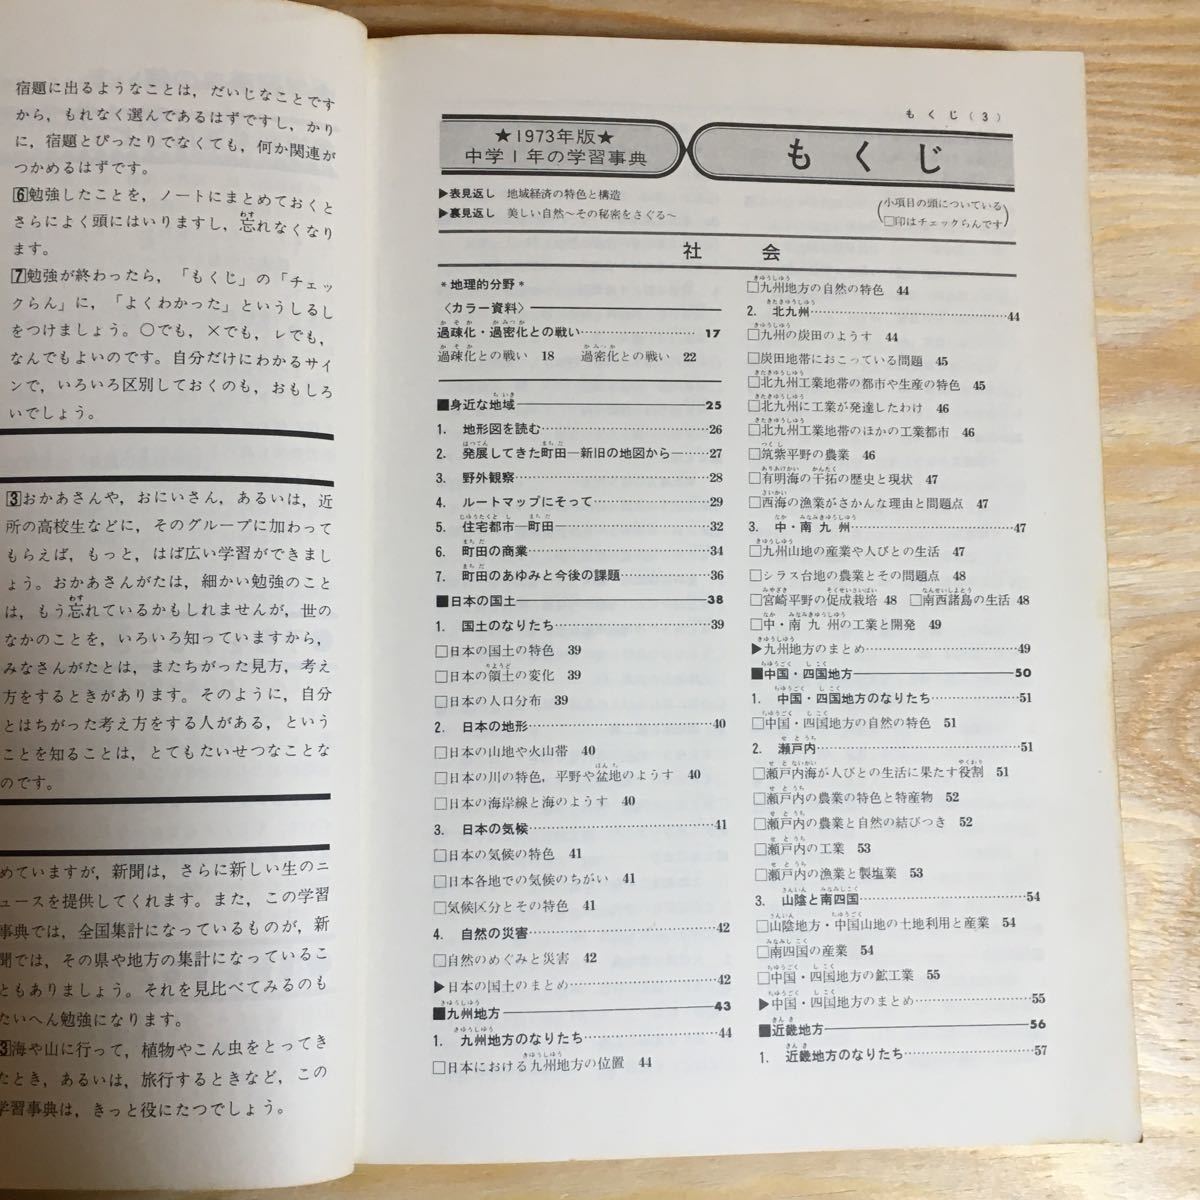 宿題に出るようなことは，だいじなことです
から，もれなく選んであるはずですし，かり
に，宿題とぴったりでなくても，何か関連が
つかめるはずです。
6勉強したことを，ノートにまとめておくと
さらによく頭にはいりますし，忘れなくなり
ます。
7勉強が終わったら，「もくじ」の「チェッ
クらん」に，「よくわかった」というしるし
をつけましょう。○でも，×でも，レでも，
なんでもよいのです。自分だけにわかるサイ
ンで，いろいろ区別しておくのも，おもしろ
いでしょう。
3おかあさんや，おにいさん，あるいは，近
所の高校生などに，そのグループに加わって
もらえば，もっと，はば広い学習ができまし
ょう。おかあさんがたは，細かい勉強のこと
は，もう忘れているかもしれませんが，世の
なかのことを，いろいろ知っていますから，
みなさんがたとは，またちがった見方，考え
方をするときがあります。そのように，自分
とはちがった考え方をする人がある，という
ことを知ることは，とてもたいせつなことな
のです。
めていますが，新聞は，さらに新しい生のニ
ュースを提供してくれます。また，この学習
事典では，全国集計になっているものが，新
聞では，その県や地方の集計になっているこ
ともありましょう。それを見比べてみるのも
たいへん勉強になります。
3海や山に行って，植物やこん虫をとってき
たとき，あるいは，旅行するときなど，この
学習事典は，きっと役にたつでしょう。
もくじ(3)
★1973年版★
中学1年の学習事典
もくじ
▶表見返し 地域経済の特色と構造
▶裏見返し 美しい自然〜その秘密をさぐる〜
(小項目の頭についている
□印はチェックらんです)
社会
＊地理的分野＊
〈カラー資料〉
過疎化・過密化との戦い 17
過疎化との戦い 18 過密化との戦い 22
■身近な地域 25
1. 地形図を読む 26
2. 発展してきた町田―新旧の地図から― 27
3. 野外観察 28
4. ルートマップにそって 29
5. 住宅都市―町田 32
6. 町田の商業 34
7. 町田のあゆみと今後の課題 36
■日本の国土 38
1. 国土のなりたち 39
□日本の国土の特色 39
□日本の領土の変化 39
□日本の人口分布 39
2. 日本の地形 40
□日本の山地や火山帯 40
□日本の川の特色，平野や盆地のようす 40
□日本の海岸線と海のようす 40
3. 日本の気候 41
□日本の気候の特色 41
□日本各地での気候のちがい 41
□気候区分とその特色 41
4. 自然の災害 42
□自然のめぐみと災害 42
▶日本の国土のまとめ 42
■九州地方 43
1. 九州地方のなりたち 44
□日本における九州地方の位置 44
□九州地方の自然の特色 44
2. 北九州 44
□九州の炭田のようす 44
□炭田地帯におこっている問題 45
□北九州工業地帯の都市や生産の特色 45
□北九州に工業が発達したわけ 46
□北九州工業地帯のほかの工業都市 46
□筑紫平野の農業 46
□有明海の干拓の歴史と現状 47
□西海の漁業がさかんな理由と問題点 47
3. 中・南九州 47
□九州山地の産業や人びとの生活 47
□シラス台地の農業とその問題点 48
□宮崎平野の促成栽培 48 □南西諸島の生活 48
□中・南九州の工業と開発 49
▶九州地方のまとめ 49
■中国・四国地方 50
1. 中国・四国地方のなりたち 51
□中国・四国地方の自然の特色 51
2. 瀬戸内 51
□瀬戸内海が人びとの生活に果たす役割 51
□瀬戸内の農業の特色と特産物 52
□瀬戸内の農業と自然の結びつき 52
□瀬戸内の工業 53
□瀬戸内の漁業と製塩業 53
3. 山陰と南四国 54
□山陰地方・中国山地の土地利用と産業 54
□南四国の産業 54
□中国・四国地方の鉱工業 55
▶中国・四国地方のまとめ 55
■近畿地方 56
1. 近畿地方のなりたち 57